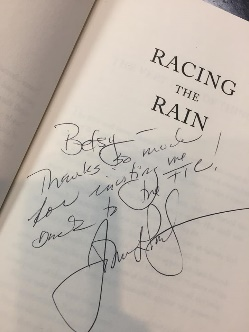 RACING
THE
RAIN
Betsy –
Thanks so much
for inviting me
back to the TTC!